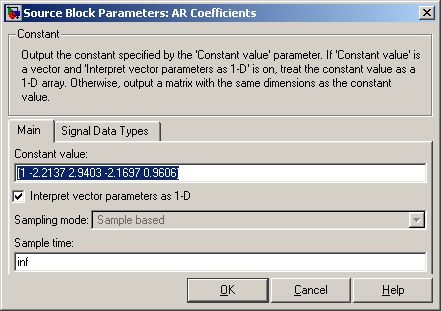 Source Block Parameters: AR Coefficients
Constant
Output the constant specified by the 'Constant value' parameter. If 'Constant value' is
a vector and 'Interpret vector parameters as 1-D' is on, treat the constant value as a
1-D array. Otherwise, output a matrix with the same dimensions as the constant
value.
Main Signal Data Types
Constant value:
[1 -2.2137 2.9403 -2.1697 0.9606]
Interpret vector parameters as 1-D
Sampling mode: Sample based
Sample time:
inf
OK Cancel Help